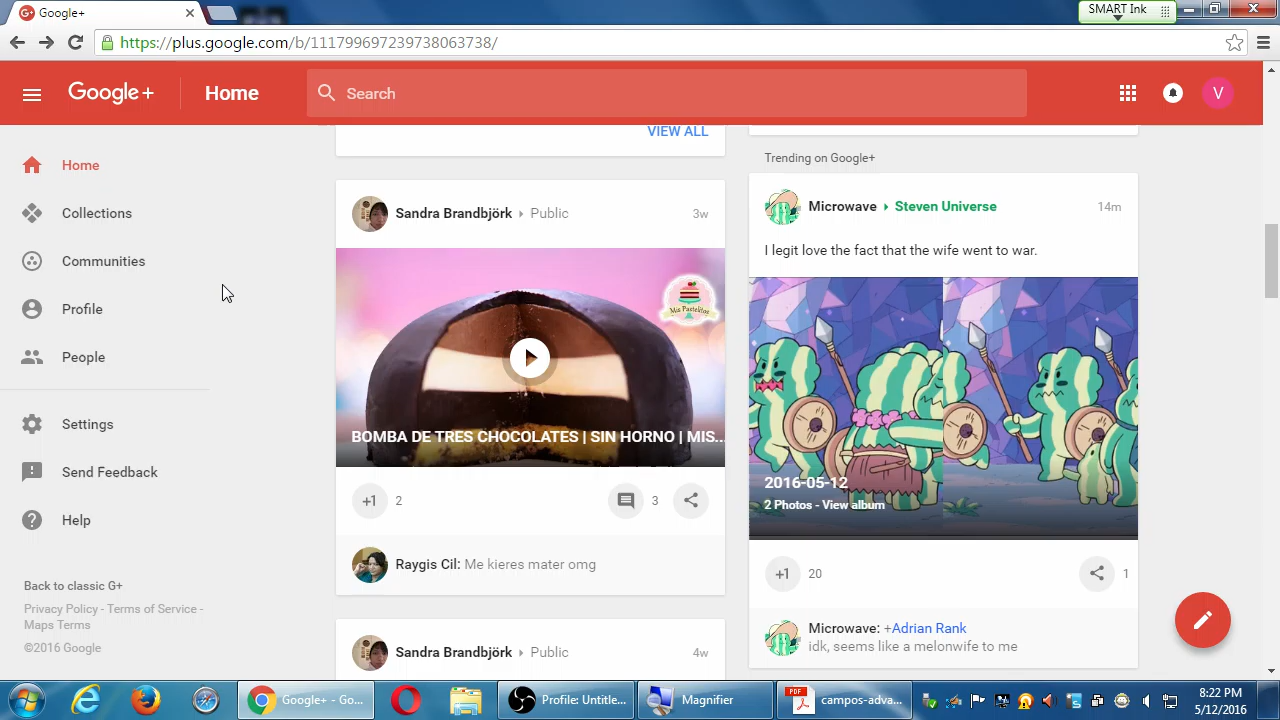 Google+
SMART Ink
https://plus.google.com/b/111799697239738063738/
Google+
Home
Search
V
Home
Collections
Communities
Profile
People
Settings
Send Feedback
Help
Back to classic G+
Privacy Policy - Terms of Service -
Maps Terms
©2016 Google
VIEW ALL
Sandra Brandbjörk
Public
3w
Mis Pastelitos
BOMBA DE TRES CHOCOLATES | SIN HORNO | MIS...
+1
2
3
Raygis Cil: Me kieres mater omg
Sandra Brandbjörk
Public
4w
Trending on Google+
Microwave
Steven Universe
14m
I legit love the fact that the wife went to war.
2016-05-12
2 Photos - View album
+1
20
1
Microwave: +Adrian Rank
idk, seems like a melonwife to me
Google+ - Go...
Profile: Untitle...
Magnifier
PDF
campos-adva...
8:22 PM
5/12/2016